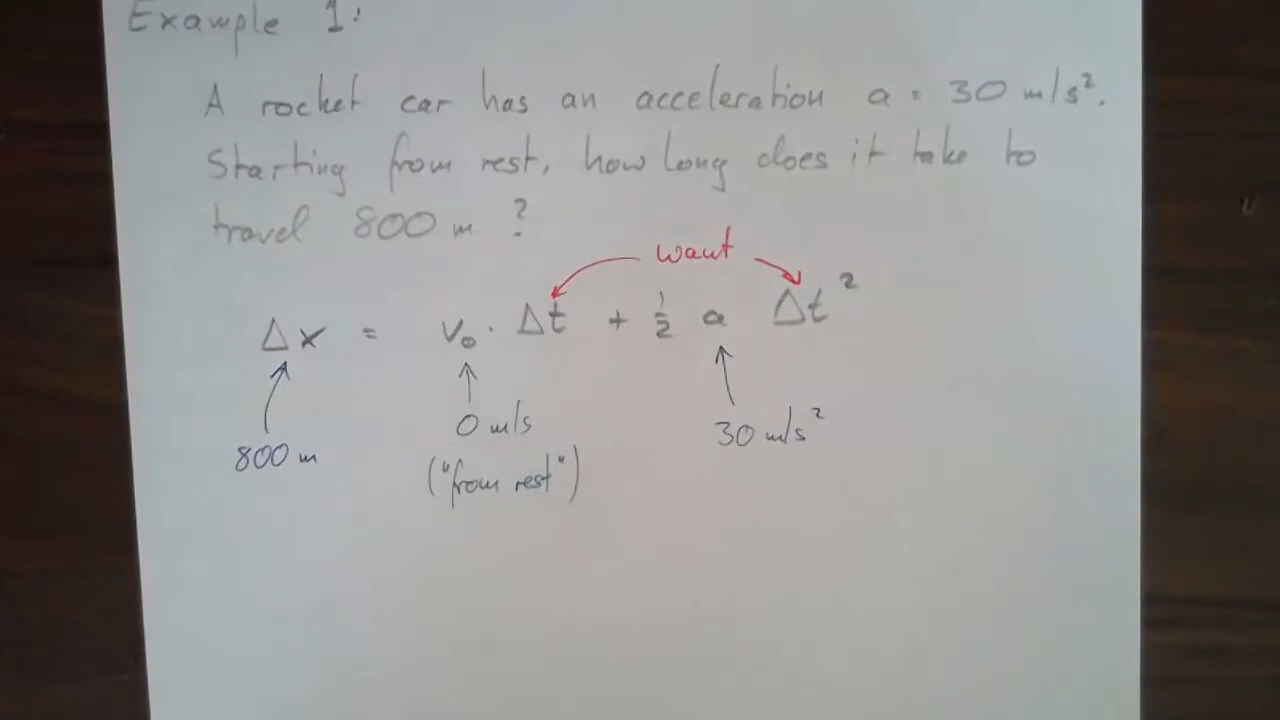 Example 1:
A rocket car has an acceleration a = 30 m/s².
Starting from rest, how long does it take to
travel 800 m ?
want
Δx = v₀ · Δt + ½ a Δt²
800 m
0 m/s
("from rest")
30 m/s²